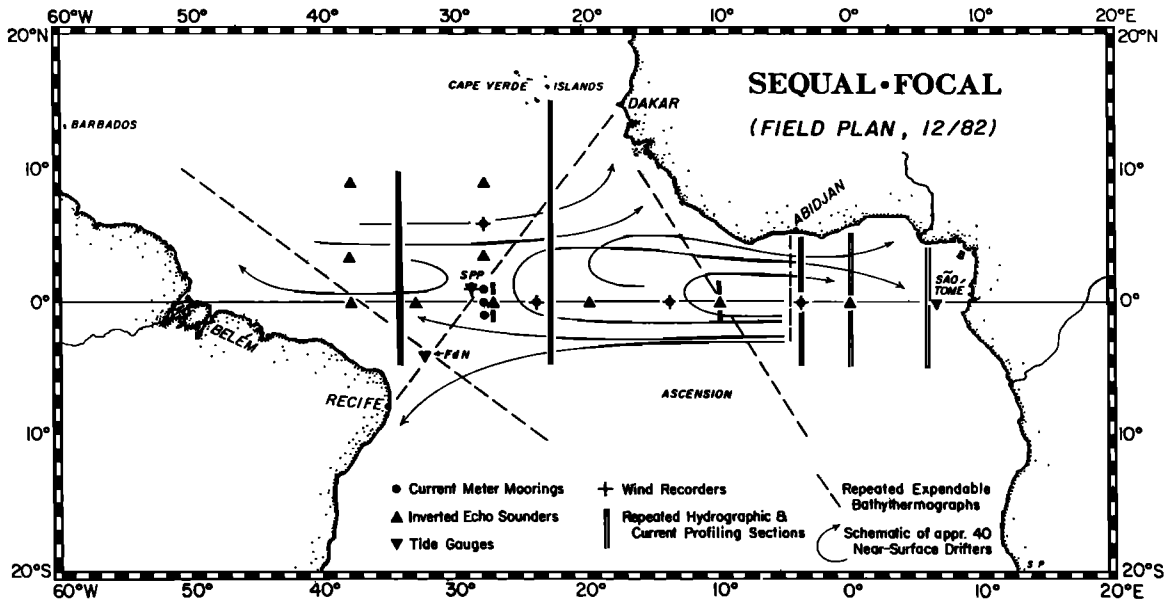 60°W 50° 40° 30° 20° 10° 0° 10° 20°E
20°N 20°N
CAPE VERDE ISLANDS
SEQUAL•FOCAL
DAKAR
BARBADOS
(FIELD PLAN, 12/82)
10° 10°
ABIDJAN
SPP
SÃO TOMÉ
0° 0°
BELÉM
FdN
RECIFE
ASCENSION
10° 10°
Current Meter Moorings
Wind Recorders
Repeated Expendable
Bathythermographs
Inverted Echo Sounders
Repeated Hydrographic &
Current Profiling Sections
Schematic of appr. 40
Near-Surface Drifters
Tide Gauges
S P
20°S 20°S
60°W 50° 40° 30° 20° 10° 0° 10° 20°E